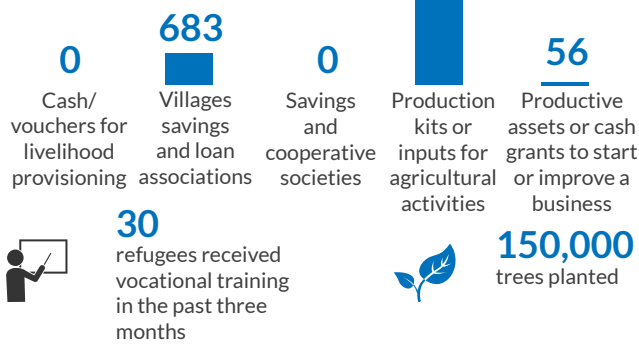 0
Cash/
vouchers for
livelihood
provisioning
683
Villages
savings
and loan
associations
0
Savings
and
cooperative
societies
Production
kits or
inputs for
agricultural
activities
56
Productive
assets or cash
grants to start
or improve a
business
30
refugees received
vocational training
in the past three
months
150,000
trees planted